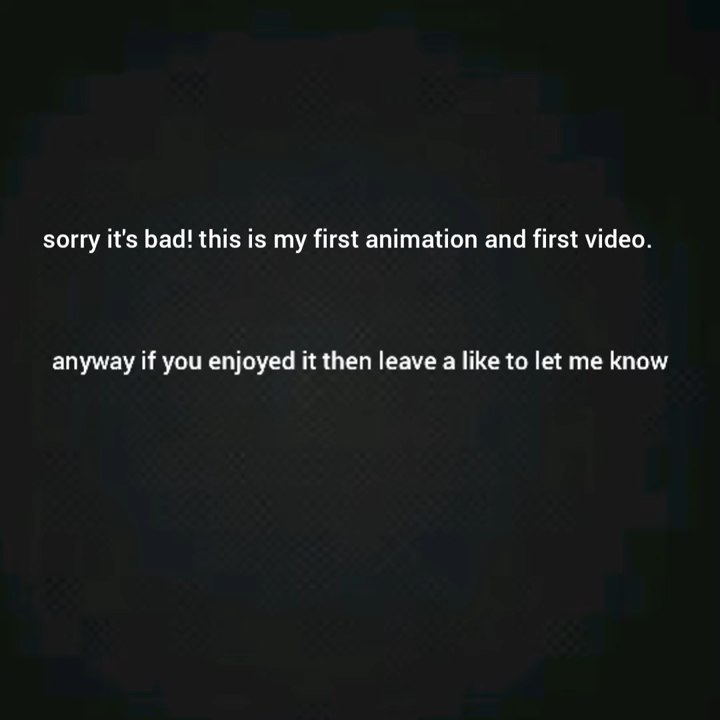 sorry it's bad! this is my first animation and first video.
anyway if you enjoyed it then leave a like to let me know